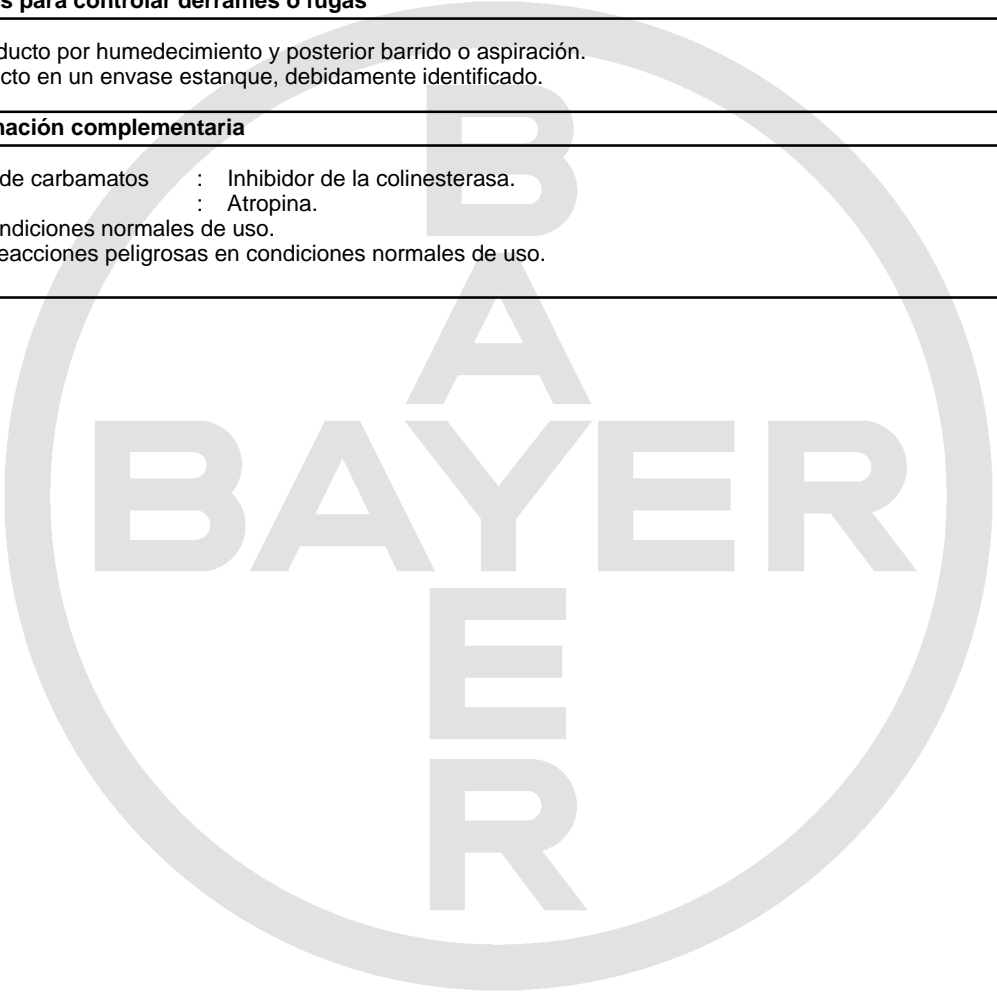 s para controlar derrames o fugas
ducto por humedecimiento y posterior barrido o aspiración.
cto en un envase estanque, debidamente identificado.
nación complementaria
de carbamatos : Inhibidor de la colinesterasa.
: Atropina.
ndiciones normales de uso.
eacciones peligrosas en condiciones normales de uso.
BAYER
BAYER